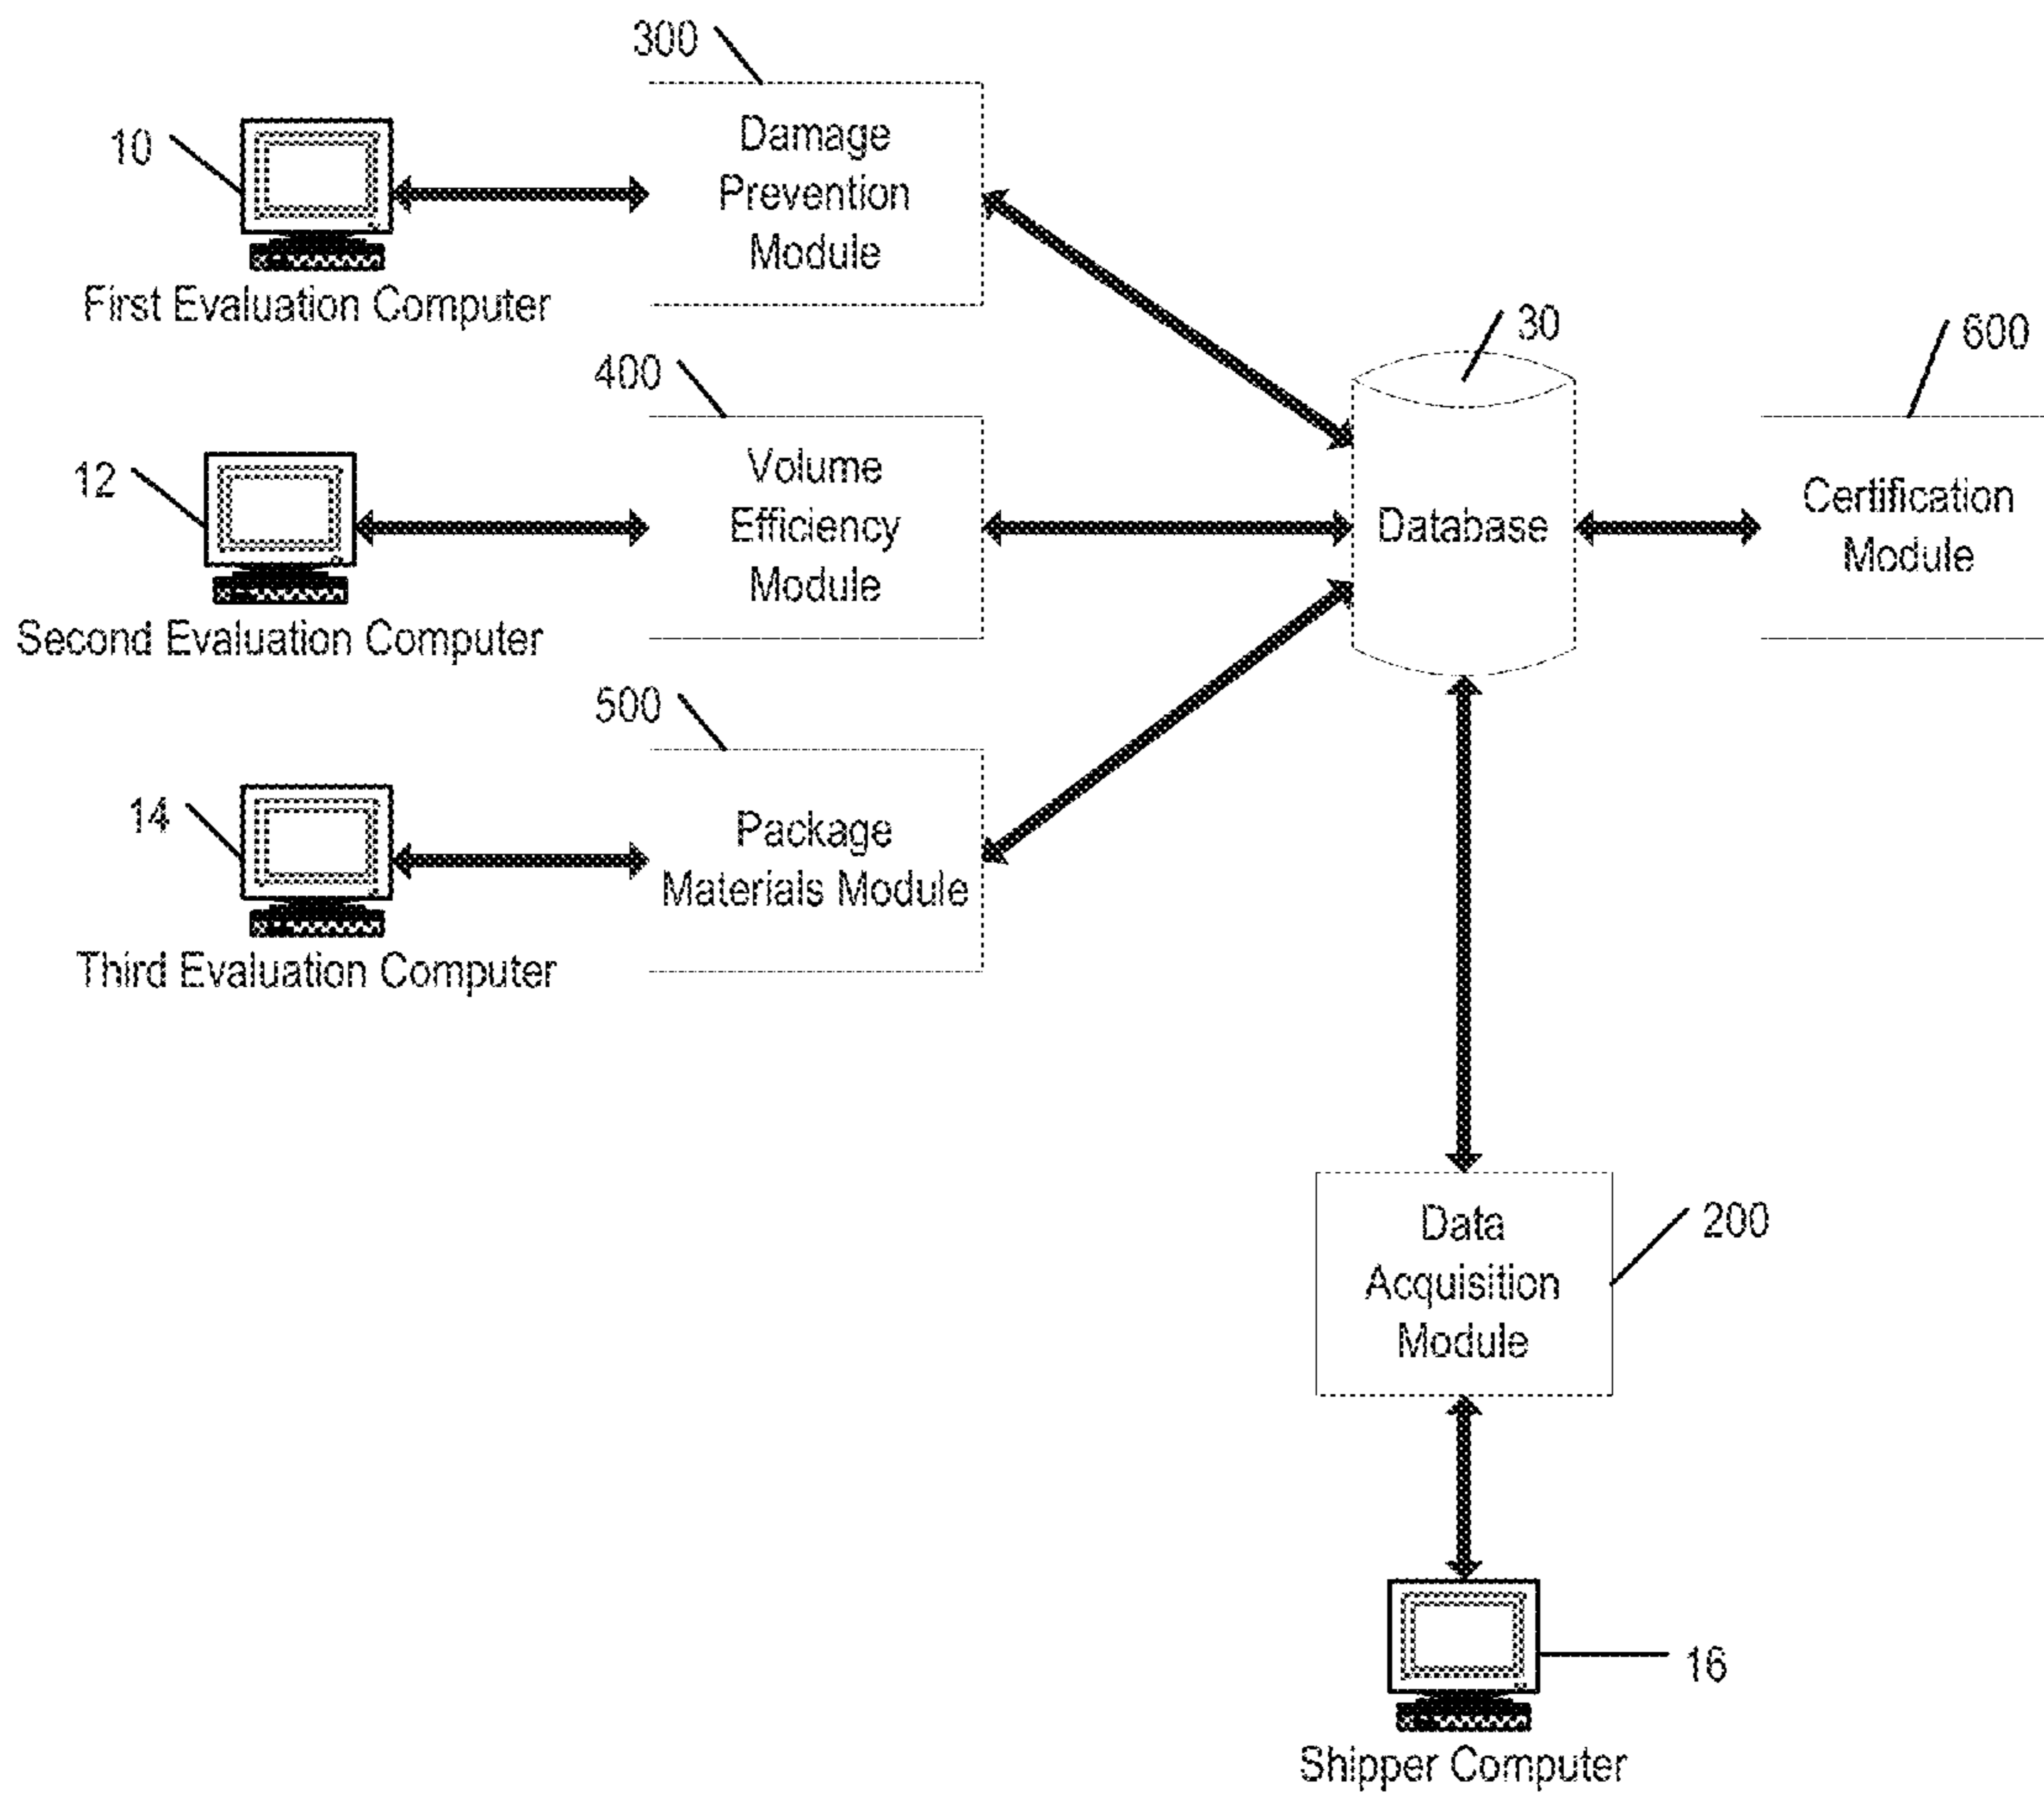 300
Damage
Prevention
Module
10
First Evaluation Computer
30
600
400
Volume
Efficiency
Module
12
Second Evaluation Computer
Database
Certification
Module
500
Package
Materials Module
14
Third Evaluation Computer
Data
Acquisition
Module
200
16
Shipper Computer